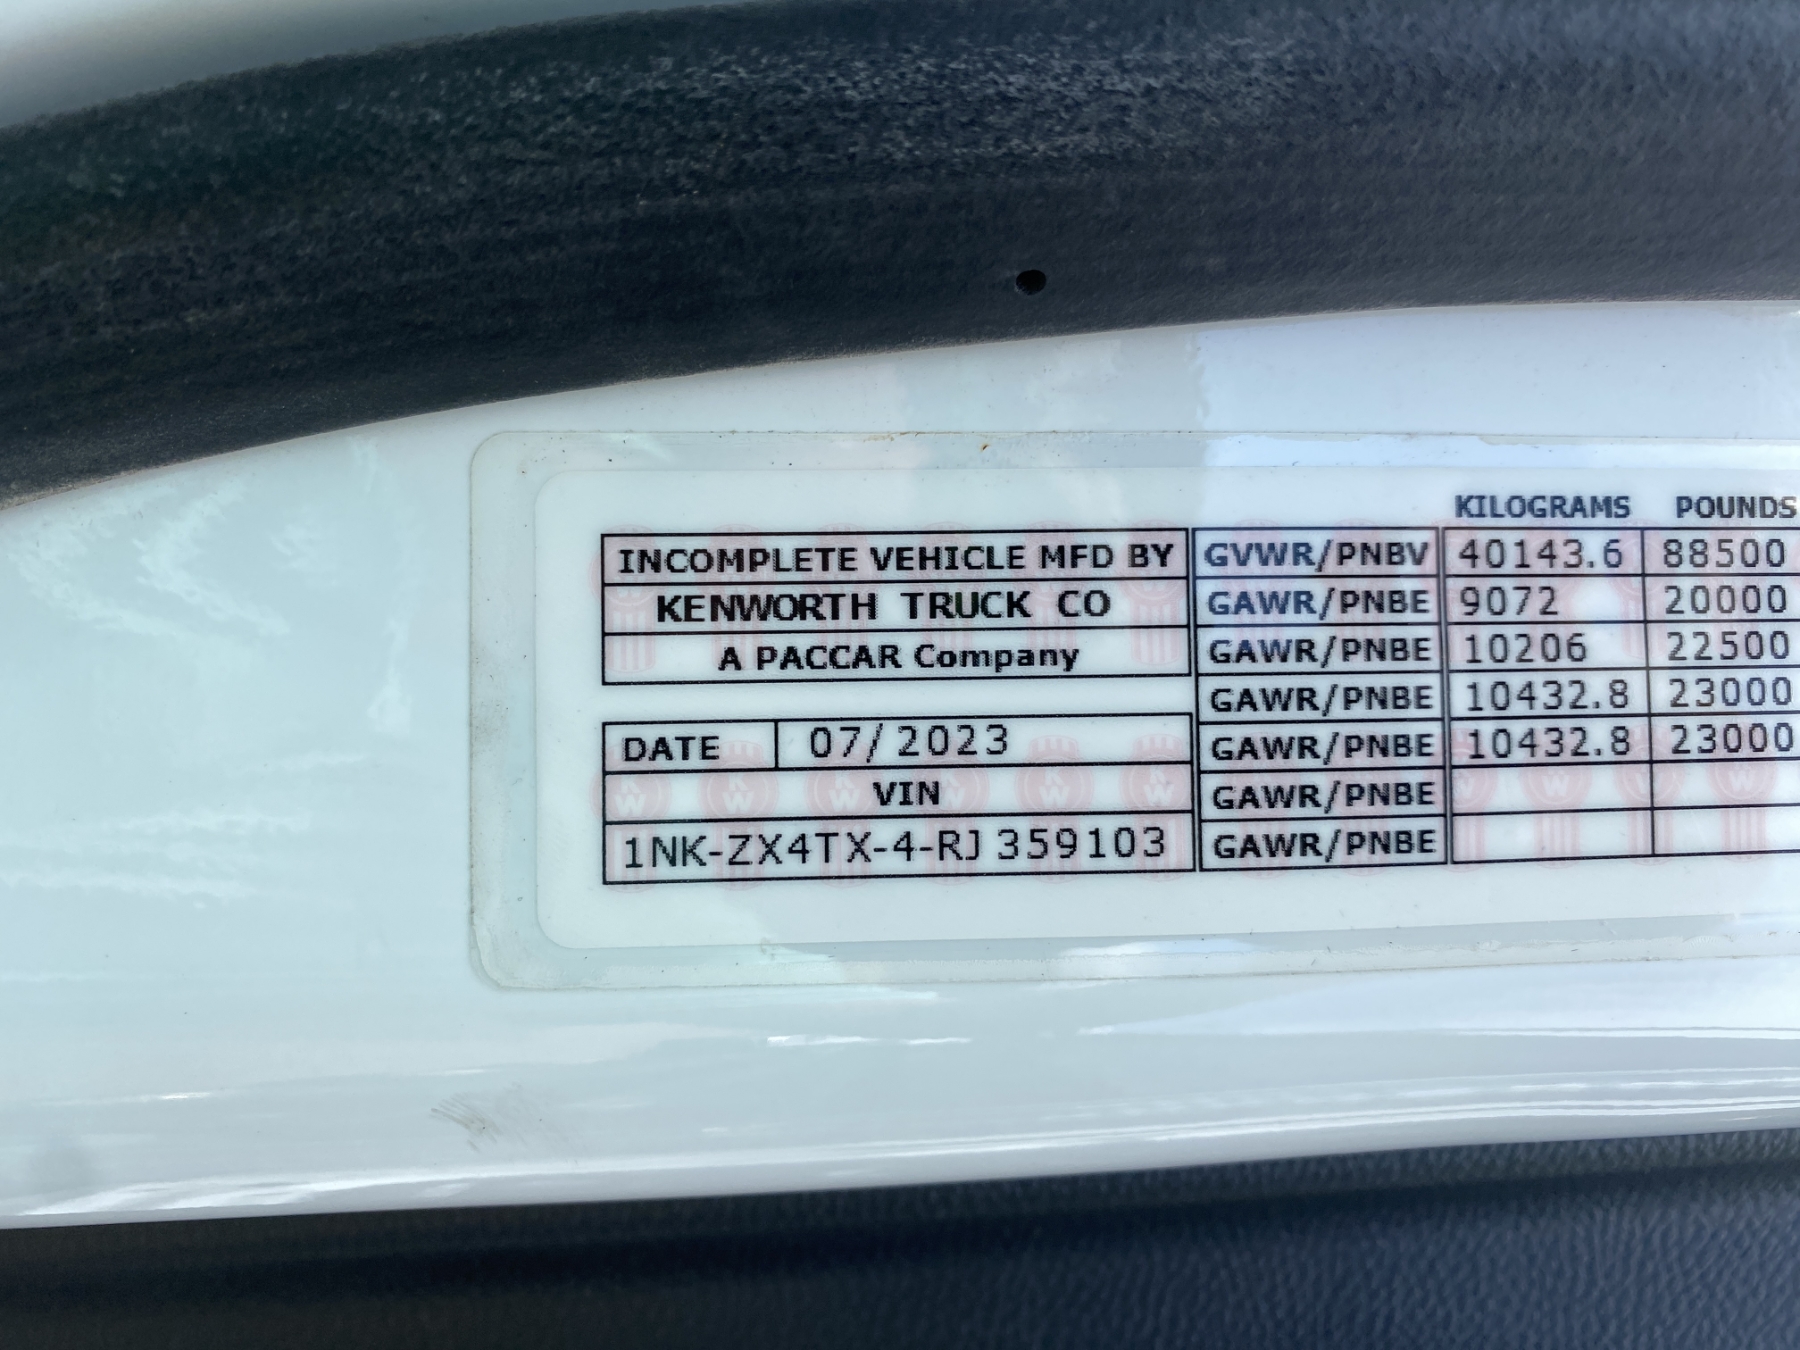 KILOGRAMS POUNDS
INCOMPLETE VEHICLE MFD BY GVWR/PNBV 40143.6 88500
KENWORTH TRUCK CO GAWR/PNBE 9072 20000
A PACCAR Company GAWR/PNBE 10206 22500
GAWR/PNBE 10432.8 23000
DATE 07/2023 GAWR/PNBE 10432.8 23000
VIN GAWR/PNBE
1NK-ZX4TX-4-RJ359103 GAWR/PNBE